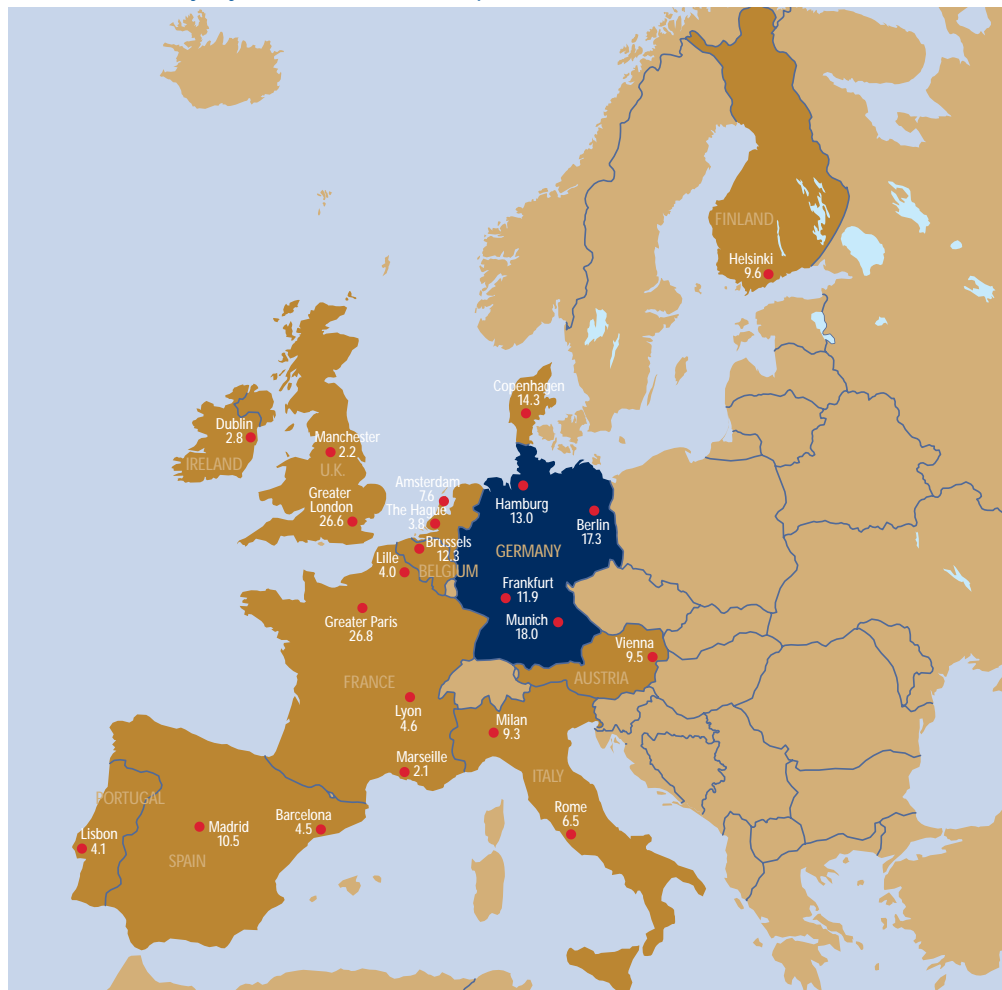 FINLAND
Helsinki
9.6
Copenhagen
14.3
Dublin
2.8
IRELAND
Manchester
2.2
U.K.
Greater
London
26.6
Amsterdam
7.6
The Hague
3.8
Brussels
12.3
BELGIUM
Lille
4.0
Hamburg
13.0
Berlin
17.3
GERMANY
Frankfurt
11.9
Munich
18.0
Greater Paris
26.8
Vienna
9.5
AUSTRIA
FRANCE
Lyon
4.6
Milan
9.3
Marseille
2.1
ITALY
PORTUGAL
Barcelona
4.5
Rome
6.5
Madrid
10.5
Lisbon
4.1
SPAIN